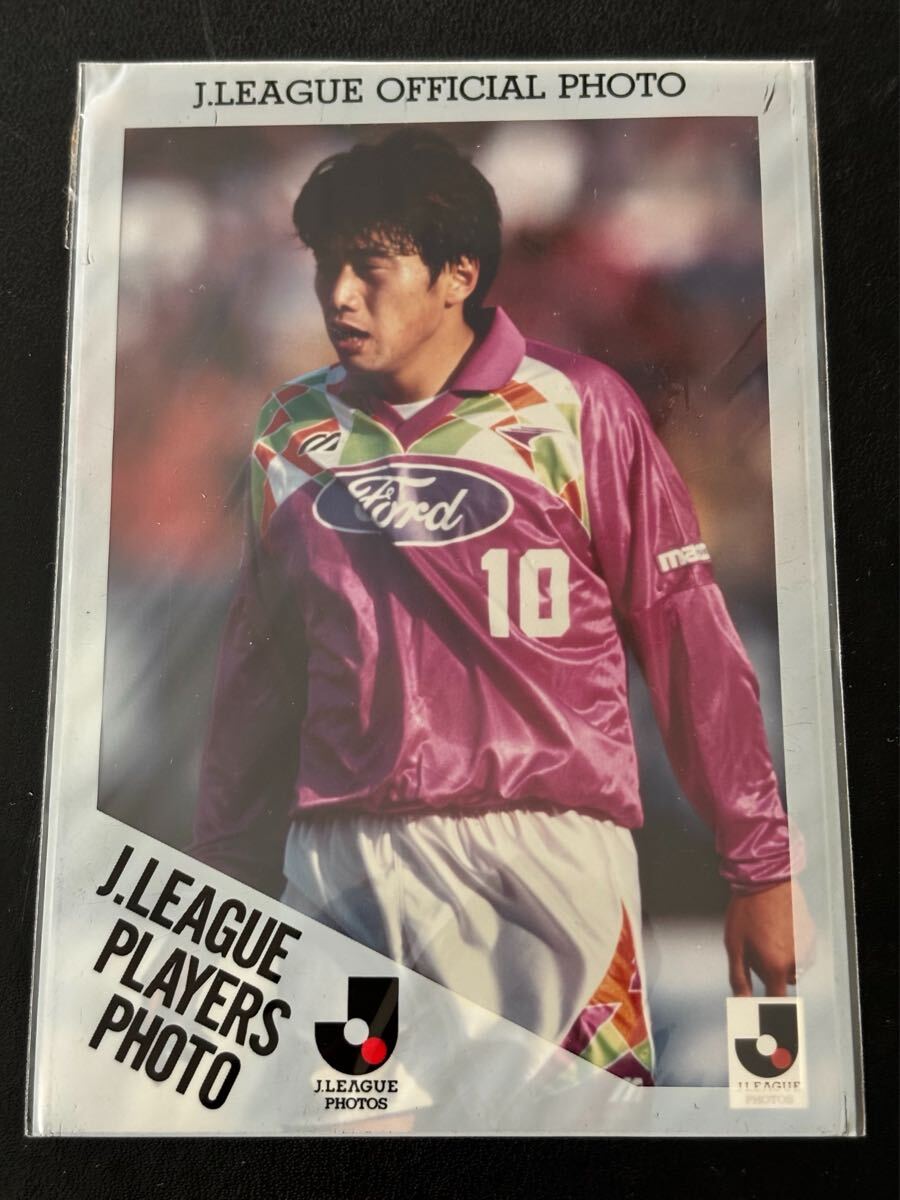 J.LEAGUE OFFICIAL PHOTO
Ford
10
J.LEAGUE
PLAYERS
PHOTO
J.LEAGUE
PHOTOS
J.LEAGUE
PHOTOS